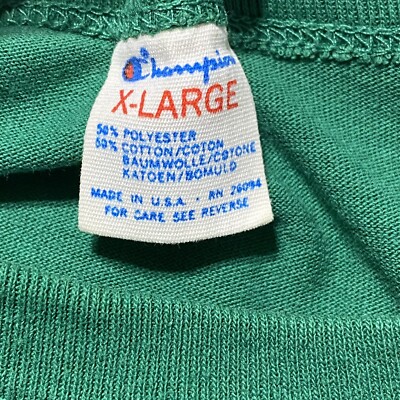 Champion
X-LARGE
50% POLYESTER
50% COTTON/COTON
BAUMWOLLE/COTONE
KATOEN/BOMULD
MADE IN U.S.A. · RN 26094
FOR CARE SEE REVERSE